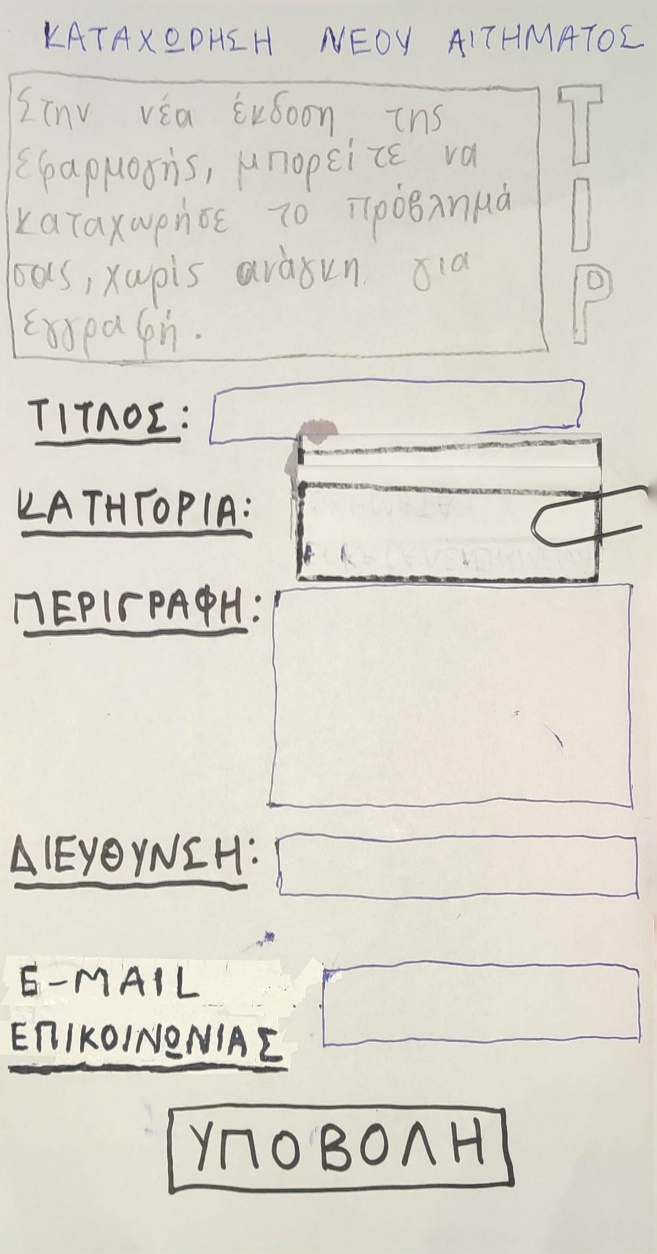 ΚΑΤΑΧΩΡΗΣΗ ΝΕΟΥ ΑΙΤΗΜΑΤΟΣ
Στην νέα έκδοση της
εφαρμογής, μπορείτε να
καταχωρήσε το πρόβλημά
σας, χωρίς ανάγκη για
εγγραφή.
TIP
ΤΙΤΛΟΣ:
ΚΑΤΗΓΟΡΙΑ:
ΠΕΡΙΓΡΑΦΗ:
ΔΙΕΥΘΥΝΣΗ:
E-MAIL
ΕΠΙΚΟΙΝΩΝΙΑΣ
ΥΠΟΒΟΛΗ